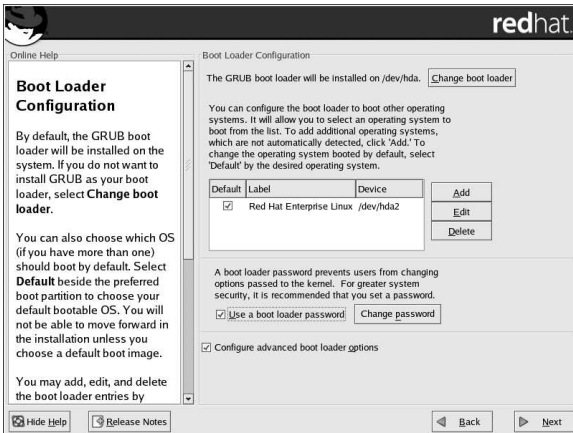 redhat.
Online Help
Boot Loader
Configuration
By default, the GRUB boot
loader will be installed on the
system. If you do not want to
install GRUB as your boot
loader, select Change boot
loader.
You can also choose which OS
(if you have more than one)
should boot by default. Select
Default beside the preferred
boot partition to choose your
default bootable OS. You will
not be able to move forward in
the installation unless you
choose a default boot image.
You may add, edit, and delete
the boot loader entries by
Boot Loader Configuration
The GRUB boot loader will be installed on /dev/hda. Change boot loader
You can configure the boot loader to boot other operating
systems. It will allow you to select an operating system to
boot from the list. To add additional operating systems,
which are not automatically detected, click 'Add.' To
change the operating system booted by default, select
'Default' by the desired operating system.
Default Label Device
Red Hat Enterprise Linux /dev/hda2
Add
Edit
Delete
A boot loader password prevents users from changing
options passed to the kernel. For greater system
security, it is recommended that you set a password.
Use a boot loader password Change password
Configure advanced boot loader options
Hide Help Release Notes Back Next